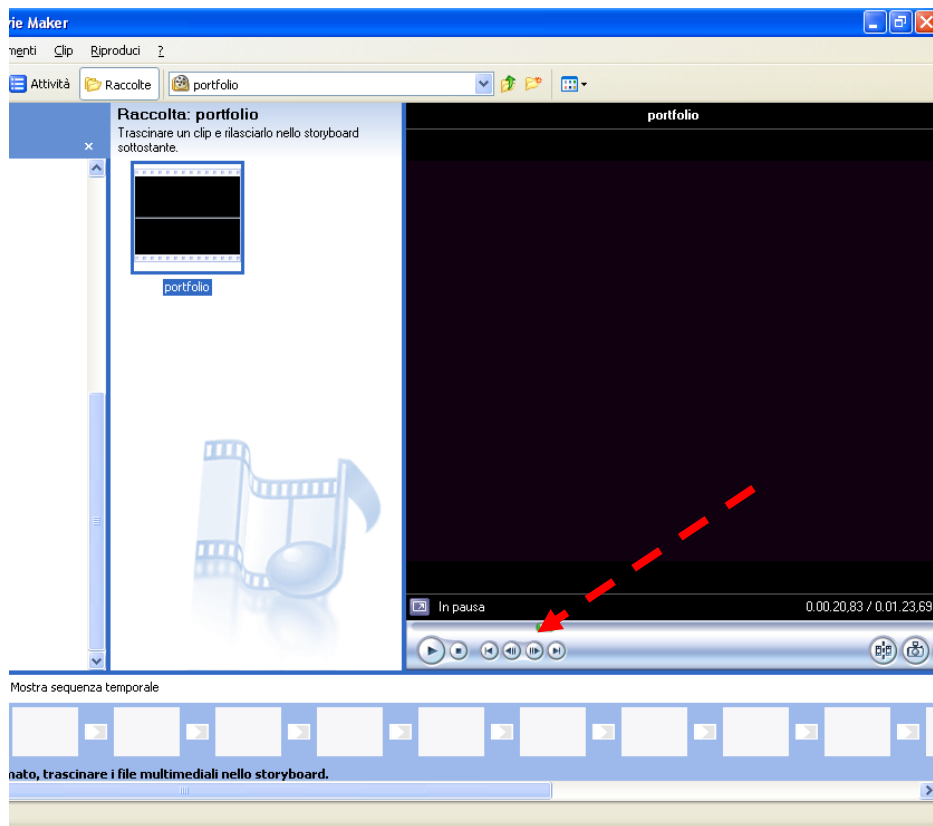 vie Maker
menti Clip Riproduci ?
Attività Raccolte portfolio
Raccolta: portfolio
Trascinare un clip e rilasciarlo nello storyboard
sottostante.
portfolio
portfolio
In pausa 0.00.20,83 / 0.01.23,69
Mostra sequenza temporale
nato, trascinare i file multimediali nello storyboard.